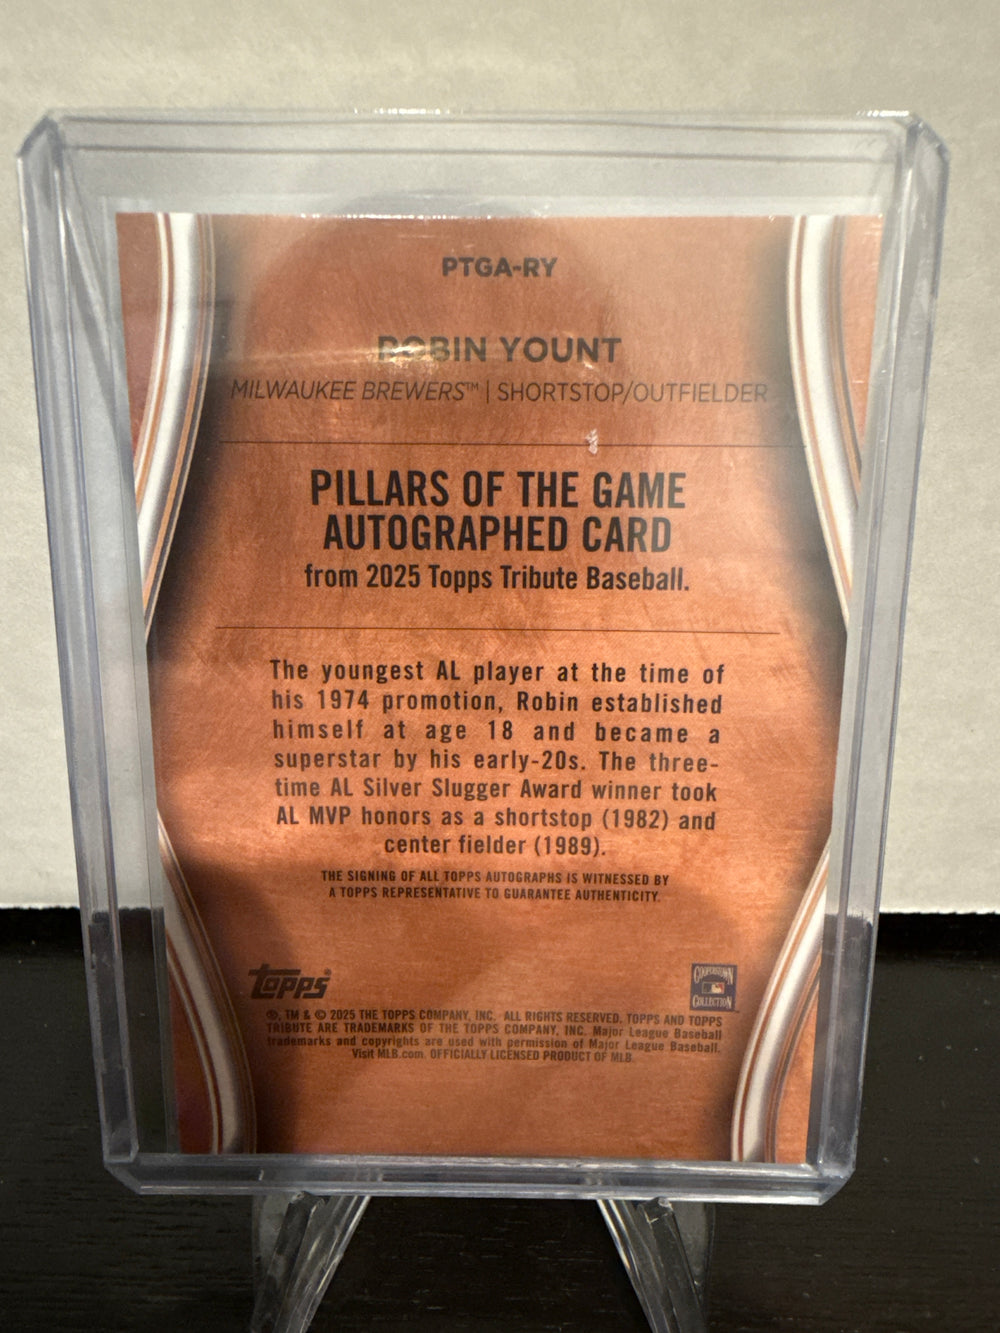 PTGA-RY
ROBIN YOUNT
MILWAUKEE BREWERS™ | SHORTSTOP/OUTFIELDER
PILLARS OF THE GAME
AUTOGRAPHED CARD
from 2025 Topps Tribute Baseball.
The youngest AL player at the time of
his 1974 promotion, Robin established
himself at age 18 and became a
superstar by his early-20s. The three-
time AL Silver Slugger Award winner took
AL MVP honors as a shortstop (1982) and
center fielder (1989).
THE SIGNING OF ALL TOPPS AUTOGRAPHS IS WITNESSED BY
A TOPPS REPRESENTATIVE TO GUARANTEE AUTHENTICITY.
topps®
COOPERSTOWN
COLLECTION™
®, TM & © 2025 THE TOPPS COMPANY, INC. ALL RIGHTS RESERVED. TOPPS AND TOPPS
TRIBUTE ARE TRADEMARKS OF THE TOPPS COMPANY, INC. Major League Baseball
trademarks and copyrights are used with permission of Major League Baseball.
Visit MLB.com. OFFICIALLY LICENSED PRODUCT OF MLB.